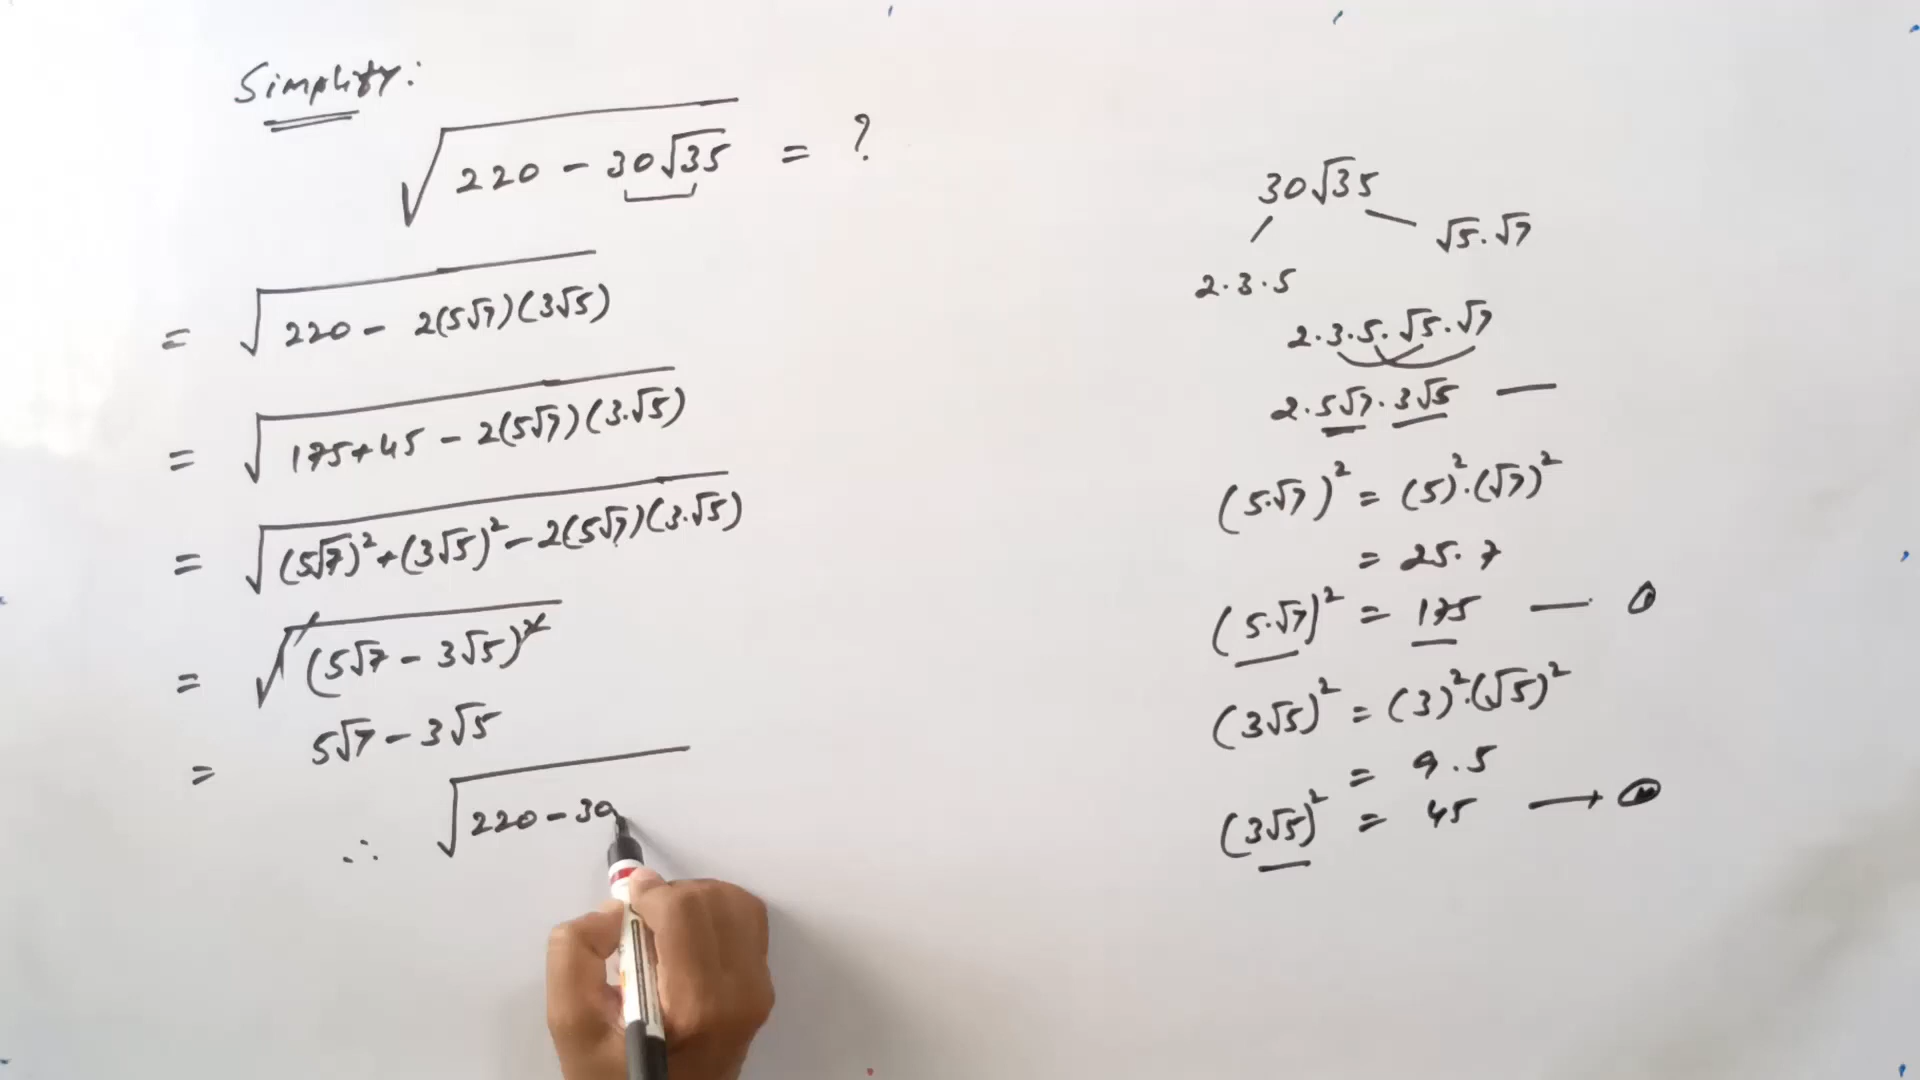 Simplify:
√(220 - 30√35) = ?
= √(220 - 2(5√7)(3√5))
= √(175+45 - 2(5√7)(3.√5))
= √((5√7)²+(3√5)² - 2(5√7)(3.√5))
= √((5√7 - 3√5)²)
= 5√7 - 3√5
∴ √(220 - 30
30√35
√5.√7
2.3.5
2.3.5.√5.√7
2.5√7.3√5 —
(5.√7)² = (5)².(√7)²
= 25.7
(5.√7)² = 175 —
(3√5)² = (3)².(√5)²
= 9.5
(3√5)² = 45 →